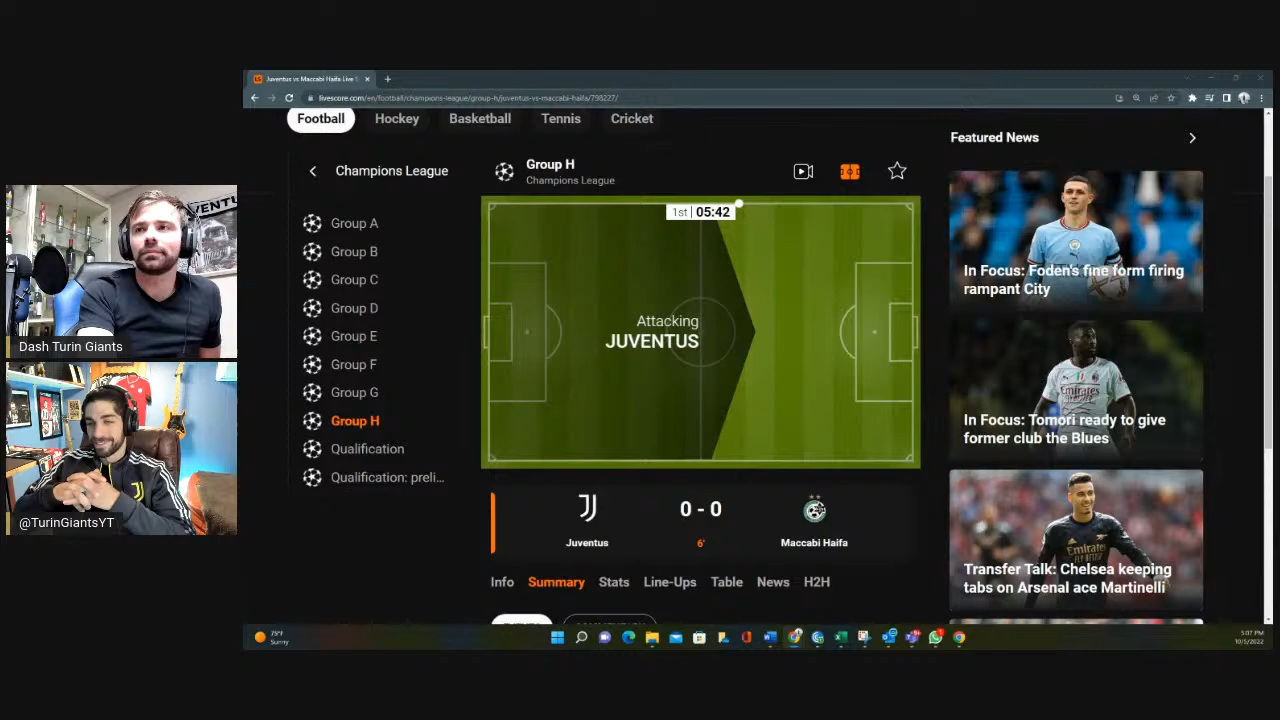 Juventus vs Maccabi Haifa Live
livescore.com/en/football/champions-league/group-h/juventus-vs-maccabi-haifa/798227/
Football
Hockey
Basketball
Tennis
Cricket
Champions League
Group A
Group B
Group C
Group D
Group E
Group F
Group G
Group H
Qualification
Qualification: preli...
Group H
Champions League
1st 05:42
Attacking
JUVENTUS
0 - 0
6'
Juventus
Maccabi Haifa
Info Summary Stats Line-Ups Table News H2H
Featured News
In Focus: Foden's fine form firing
rampant City
In Focus: Tomori ready to give
former club the Blues
Transfer Talk: Chelsea keeping
tabs on Arsenal ace Martinelli
Dash Turin Giants
@TurinGiantsYT
Sunny
3:07 PM
10/5/2022